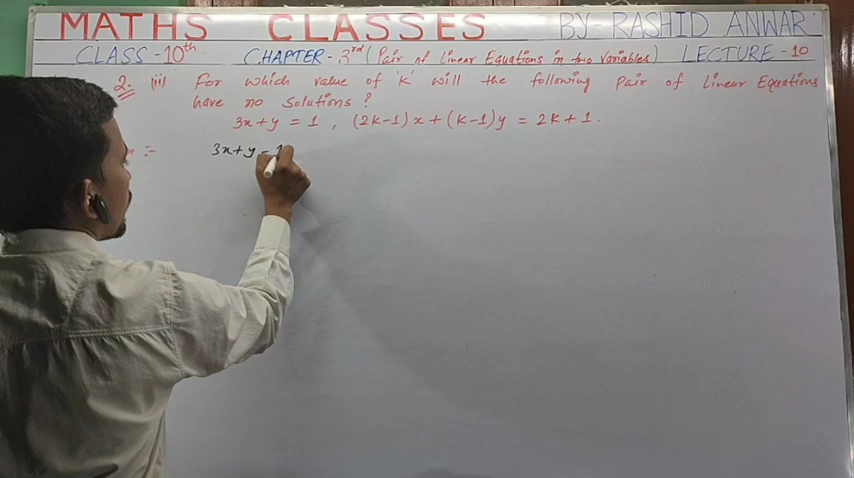 MATHS CLASSES BY-RASHID ANWAR
CLASS-10th CHAPTER-3rd (Pair of Linear Equations in two Variables) LECTURE-10
2. (ii) For which value of 'K' will the following Pair of Linear Equations
have no Solutions?
3x+y = 1, (2K-1)x+(K-1)y = 2K+1.
:- 3x+y-1